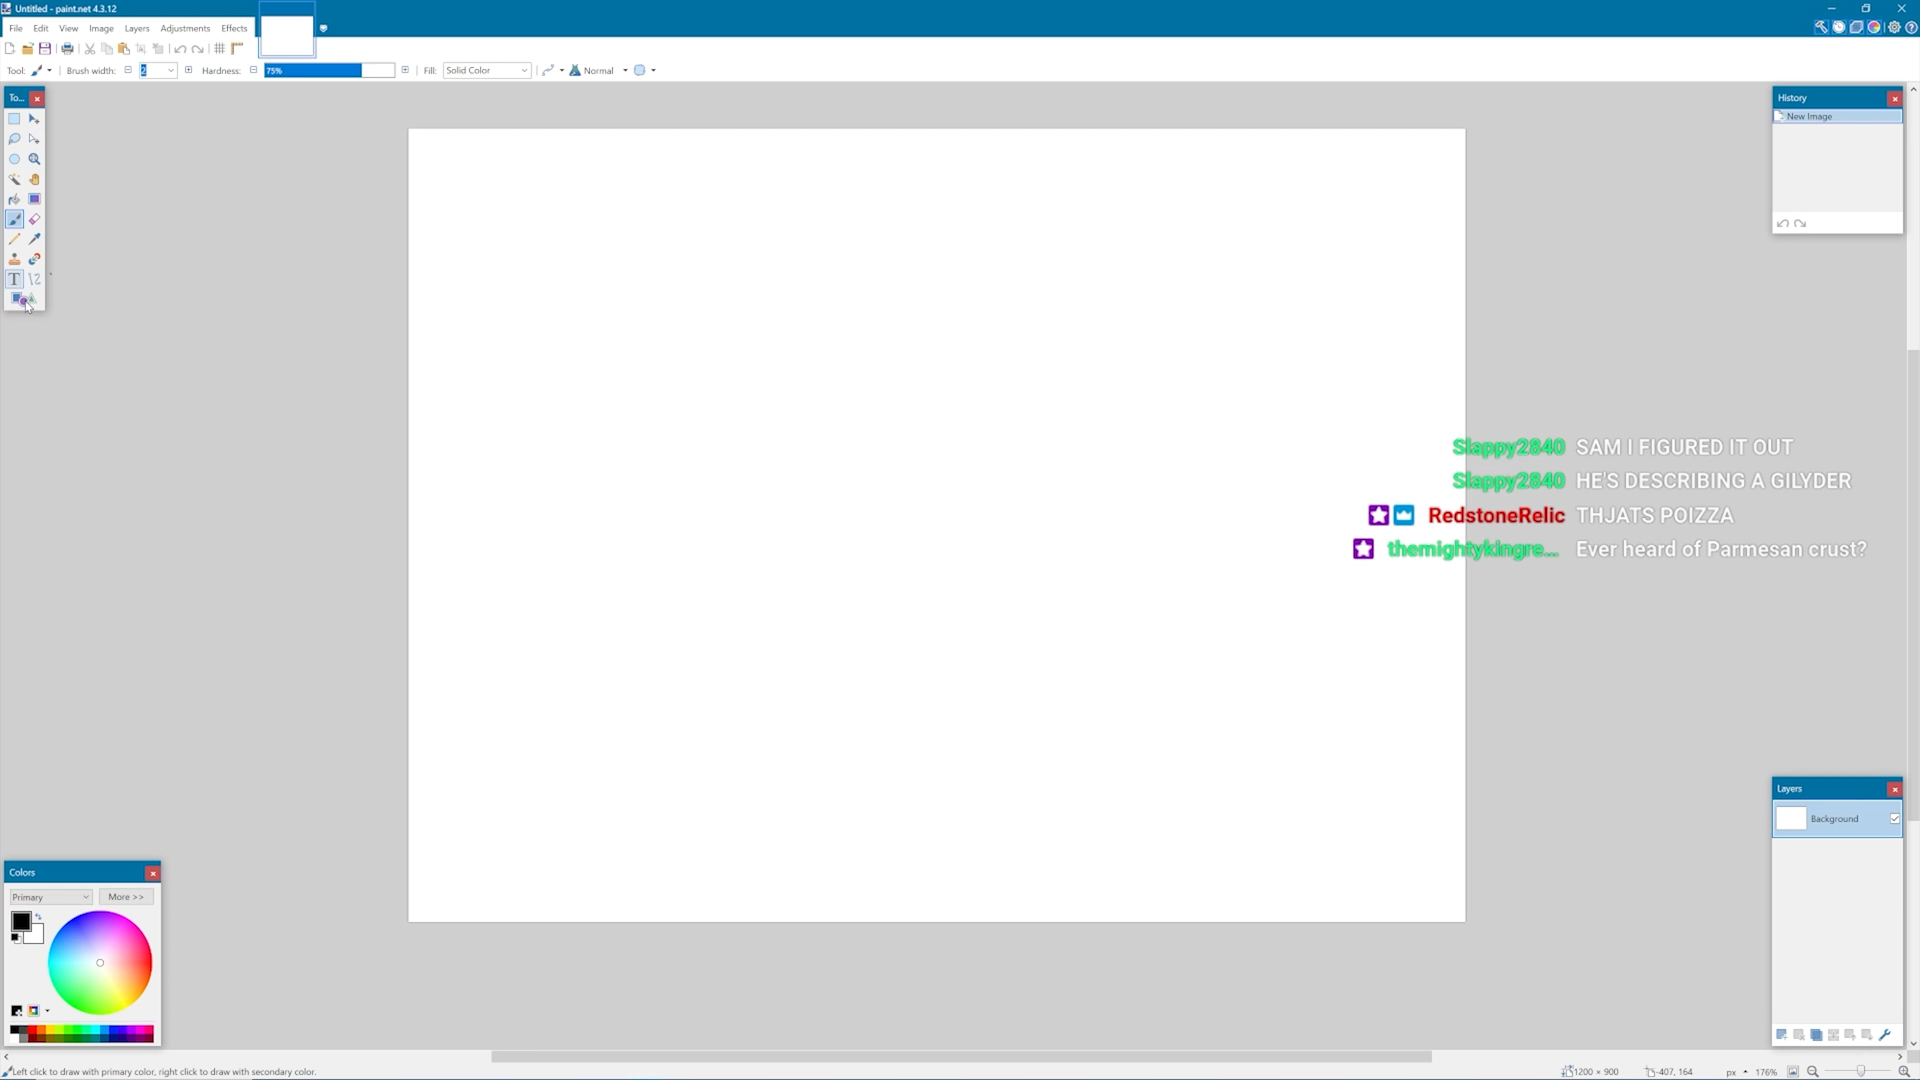 Untitled - paint.net 4.3.12
File Edit View Image Layers Adjustments Effects
Tool: Brush width: 2 Hardness: 75% Fill: Solid Color Normal
To...
History
New Image
Slappy2840 SAM I FIGURED IT OUT
Slappy2840 HE'S DESCRIBING A GILYDER
RedstoneRelic THJATS POIZZA
themightykingre... Ever heard of Parmesan crust?
Layers
Background
Colors
Primary More >>
Left click to draw with primary color, right click to draw with secondary color.
1200 × 900 -407, 164 px 176%